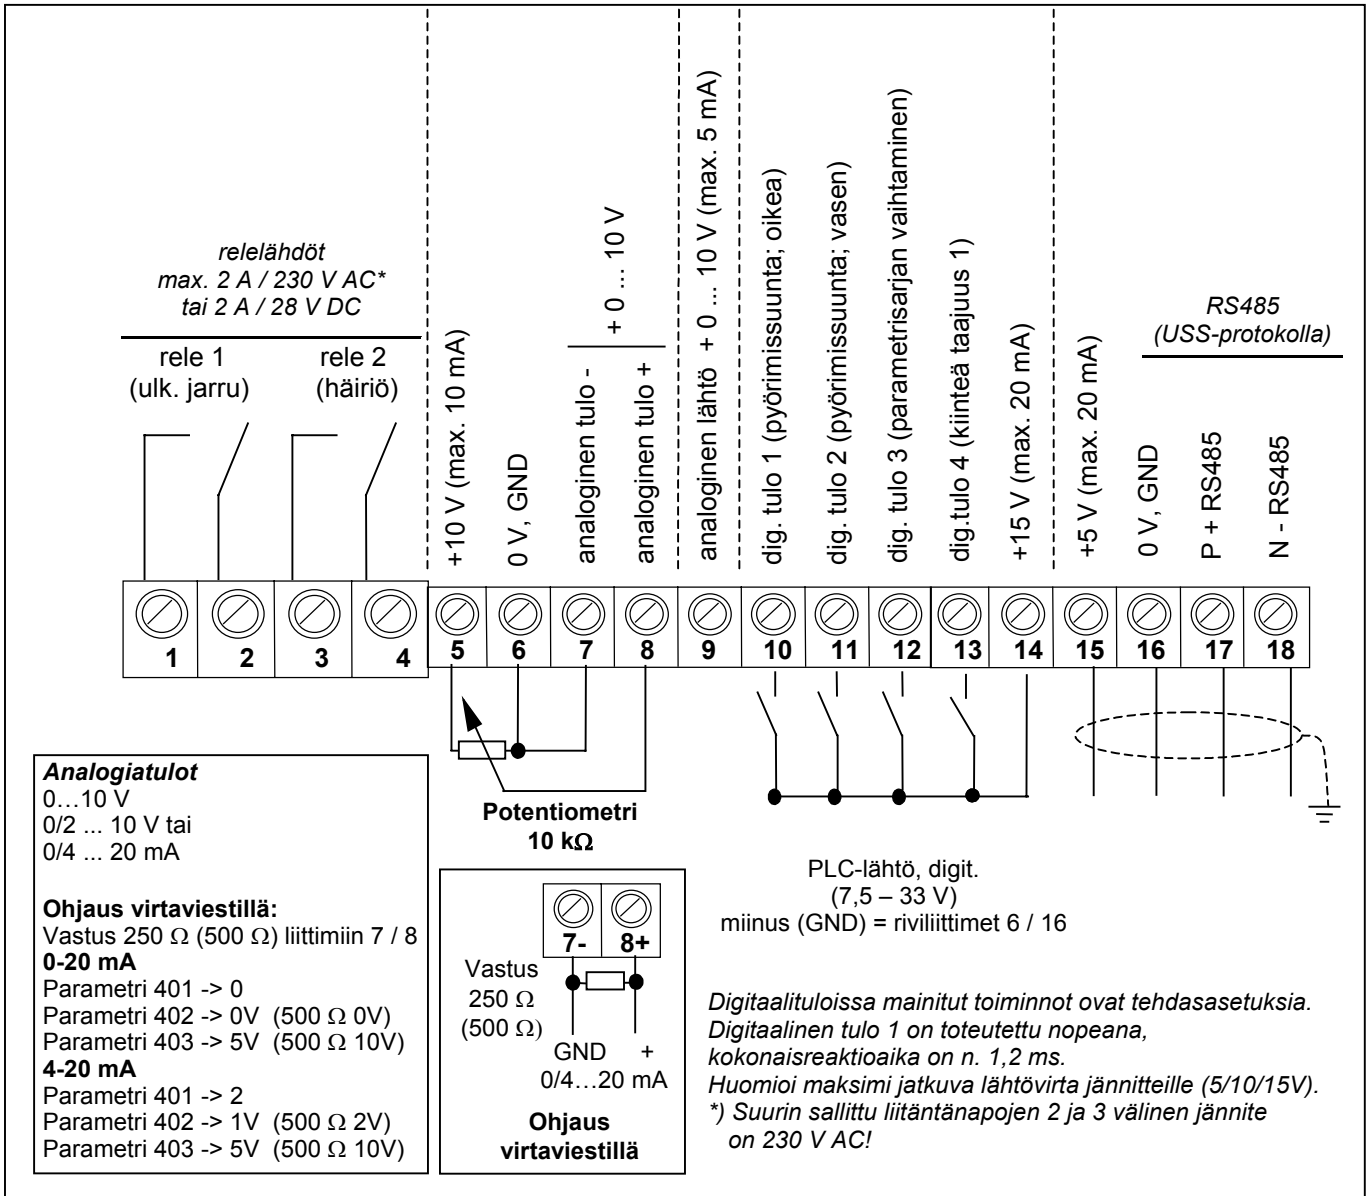 relelähdöt
max. 2 A / 230 V AC*
tai 2 A / 28 V DC
rele 1
(ulk. jarru)
rele 2
(häiriö)
+10 V (max. 10 mA)
0 V, GND
analoginen tulo -
analoginen tulo +
+ 0 ... 10 V
analoginen lähtö + 0 ... 10 V (max. 5 mA)
dig. tulo 1 (pyörimissuunta; oikea)
dig. tulo 2 (pyörimissuunta; vasen)
dig. tulo 3 (parametrisarjan vaihtaminen)
dig.tulo 4 (kiinteä taajuus 1)
+15 V (max. 20 mA)
+5 V (max. 20 mA)
0 V, GND
P + RS485
N - RS485
RS485
(USS-protokolla)
1 2 3 4 5 6 7 8 9 10 11 12 13 14 15 16 17 18
Potentiometri
10 kΩ
Analogiatulot
0…10 V
0/2 ... 10 V tai
0/4 ... 20 mA
Ohjaus virtaviestillä:
Vastus 250 Ω (500 Ω) liittimiin 7 / 8
0-20 mA
Parametri 401 -> 0
Parametri 402 -> 0V (500 Ω 0V)
Parametri 403 -> 5V (500 Ω 10V)
4-20 mA
Parametri 401 -> 2
Parametri 402 -> 1V (500 Ω 2V)
Parametri 403 -> 5V (500 Ω 10V)
7- 8+
Vastus
250 Ω
(500 Ω)
GND +
0/4…20 mA
Ohjaus
virtaviestillä
PLC-lähtö, digit.
(7,5 – 33 V)
miinus (GND) = riviliittimet 6 / 16
Digitaalituloissa mainitut toiminnot ovat tehdasasetuksia.
Digitaalinen tulo 1 on toteutettu nopeana,
kokonaisreaktioaika on n. 1,2 ms.
Huomioi maksimi jatkuva lähtövirta jännitteille (5/10/15V).
*) Suurin sallittu liitäntänapojen 2 ja 3 välinen jännite
on 230 V AC!